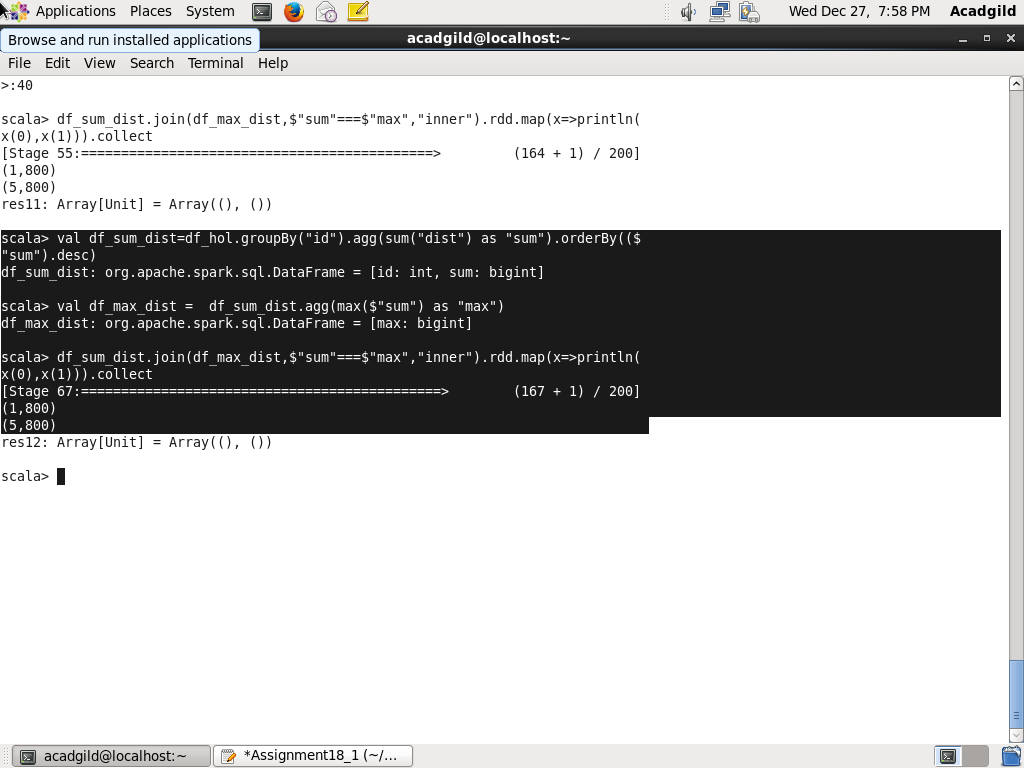 Applications Places System Wed Dec 27, 7:58 PM Acadgild
Browse and run installed applications acadgild@localhost:~
File Edit View Search Terminal Help
>:40
scala> df_sum_dist.join(df_max_dist,$"sum"===$"max","inner").rdd.map(x=>println(
x(0),x(1))).collect
[Stage 55:============================================> (164 + 1) / 200]
(1,800)
(5,800)
res11: Array[Unit] = Array((), ())
scala> val df_sum_dist=df_hol.groupBy("id").agg(sum("dist") as "sum").orderBy(($
"sum").desc)
df_sum_dist: org.apache.spark.sql.DataFrame = [id: int, sum: bigint]
scala> val df_max_dist =  df_sum_dist.agg(max($"sum") as "max")
df_max_dist: org.apache.spark.sql.DataFrame = [max: bigint]
scala> df_sum_dist.join(df_max_dist,$"sum"===$"max","inner").rdd.map(x=>println(
x(0),x(1))).collect
[Stage 67:=============================================> (167 + 1) / 200]
(1,800)
(5,800)
res12: Array[Unit] = Array((), ())
scala>
acadgild@localhost:~ *Assignment18_1 (~/...